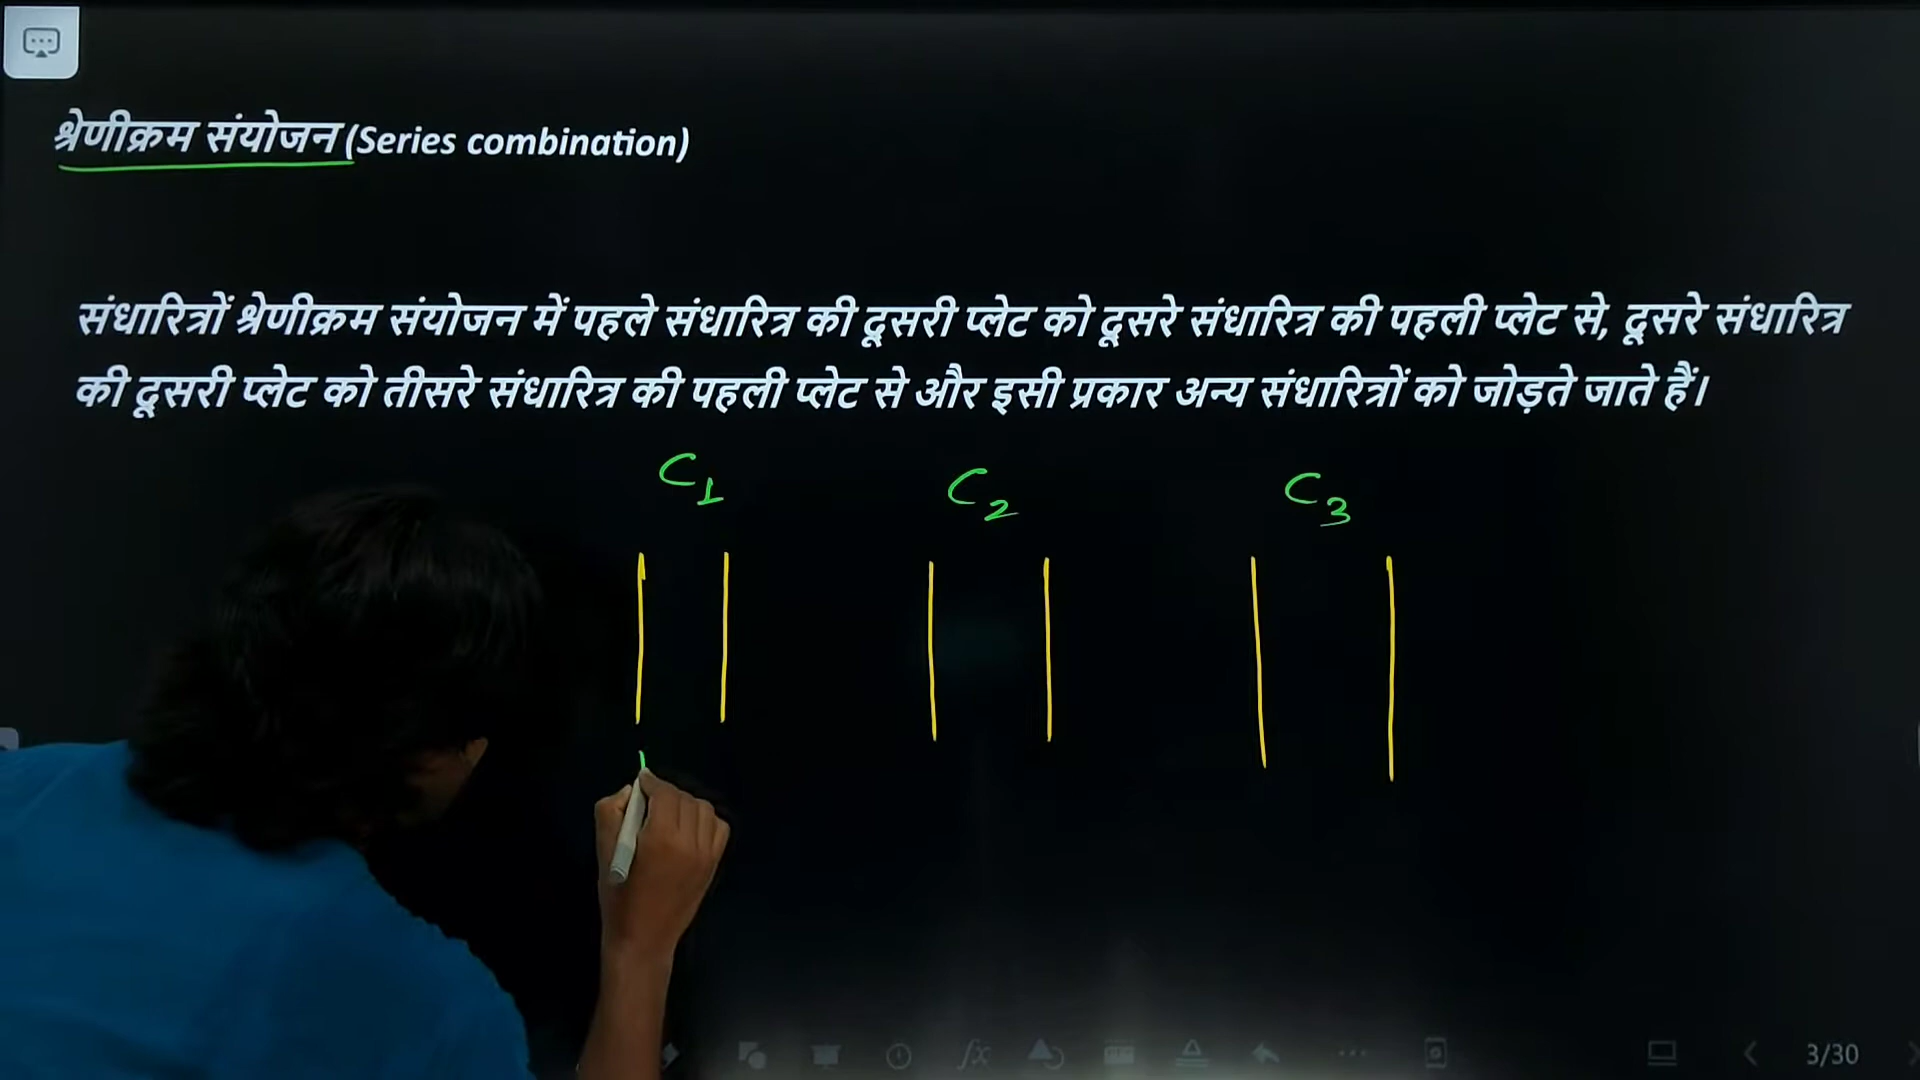 श्रेणीक्रम संयोजन (Series combination)
संधारित्रों श्रेणीक्रम संयोजन में पहले संधारित्र की दूसरी प्लेट को दूसरे संधारित्र की पहली प्लेट से, दूसरे संधारित्र
की दूसरी प्लेट को तीसरे संधारित्र की पहली प्लेट से और इसी प्रकार अन्य संधारित्रों को जोड़ते जाते हैं।
C1 C2 C3
3/30